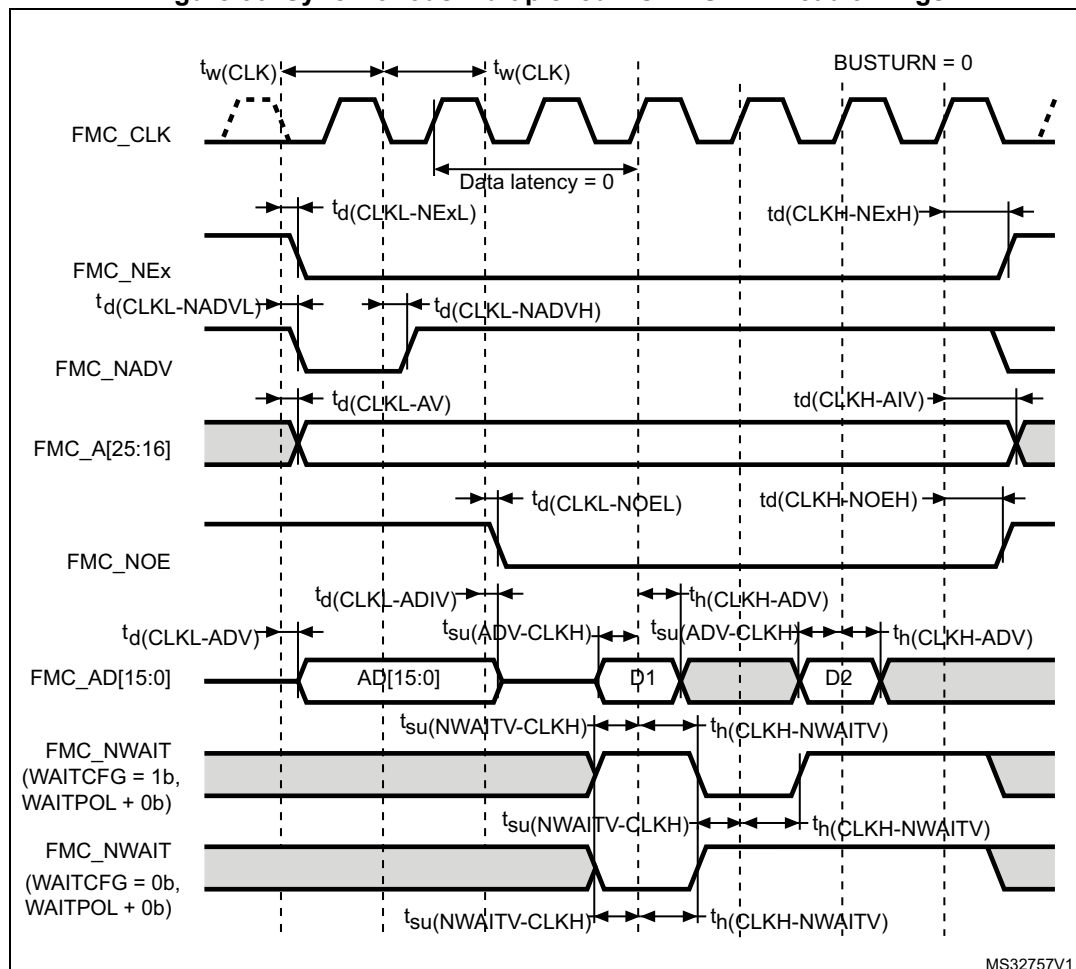 tw(CLK)
tw(CLK)
BUSTURN = 0
FMC_CLK
Data latency = 0
td(CLKL-NExL)
td(CLKH-NExH)
FMC_NEx
td(CLKL-NADVL)
td(CLKL-NADVH)
FMC_NADV
td(CLKL-AV)
td(CLKH-AIV)
FMC_A[25:16]
td(CLKL-NOEL)
td(CLKH-NOEH)
FMC_NOE
td(CLKL-ADIV)
th(CLKH-ADV)
td(CLKL-ADV)
tsu(ADV-CLKH)
tsu(ADV-CLKH)
th(CLKH-ADV)
FMC_AD[15:0]
AD[15:0]
D1
D2
tsu(NWAITV-CLKH)
th(CLKH-NWAITV)
FMC_NWAIT
(WAITCFG = 1b,
WAITPOL + 0b)
tsu(NWAITV-CLKH)
th(CLKH-NWAITV)
FMC_NWAIT
(WAITCFG = 0b,
WAITPOL + 0b)
tsu(NWAITV-CLKH)
th(CLKH-NWAITV)
MS32757V1